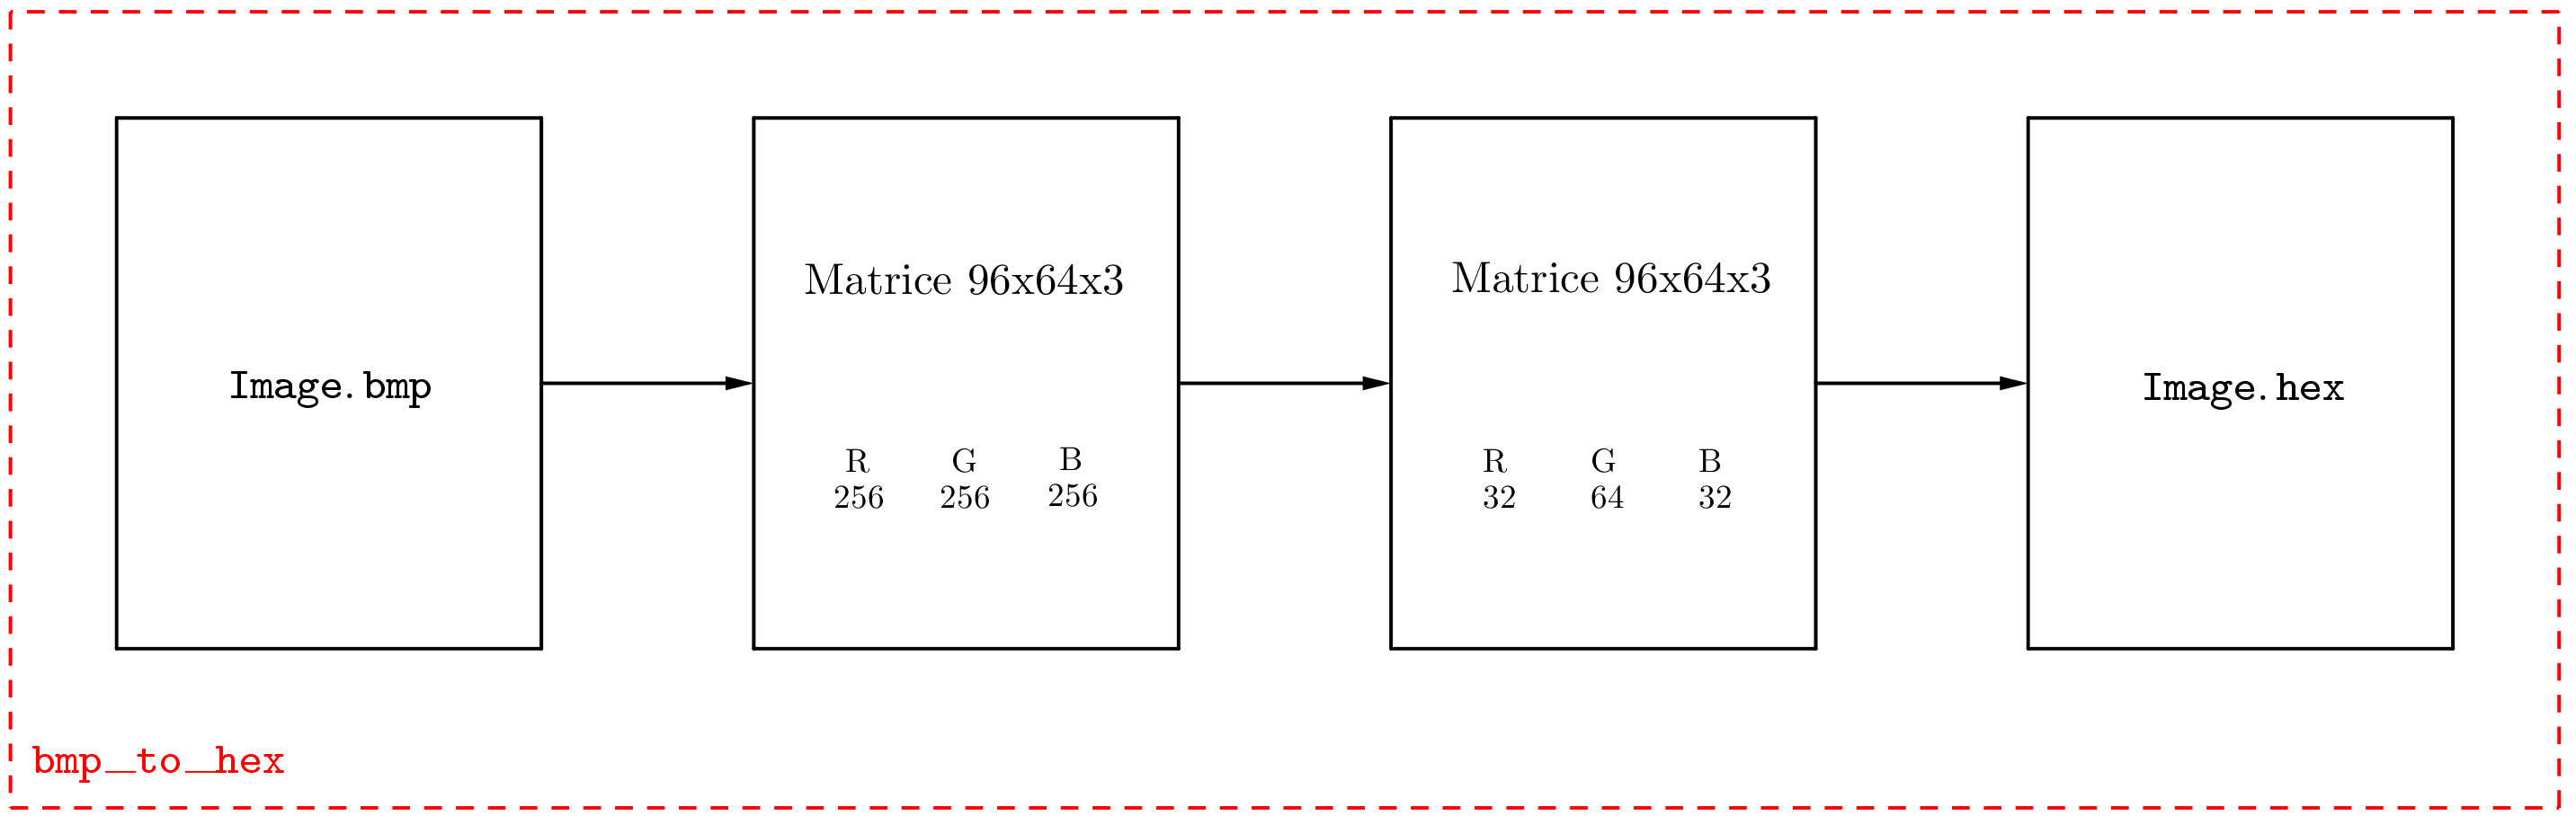 Image.bmp
Matrice 96x64x3
R G B
256 256 256
Matrice 96x64x3
R G B
32 64 32
Image.hex
bmp_to_hex